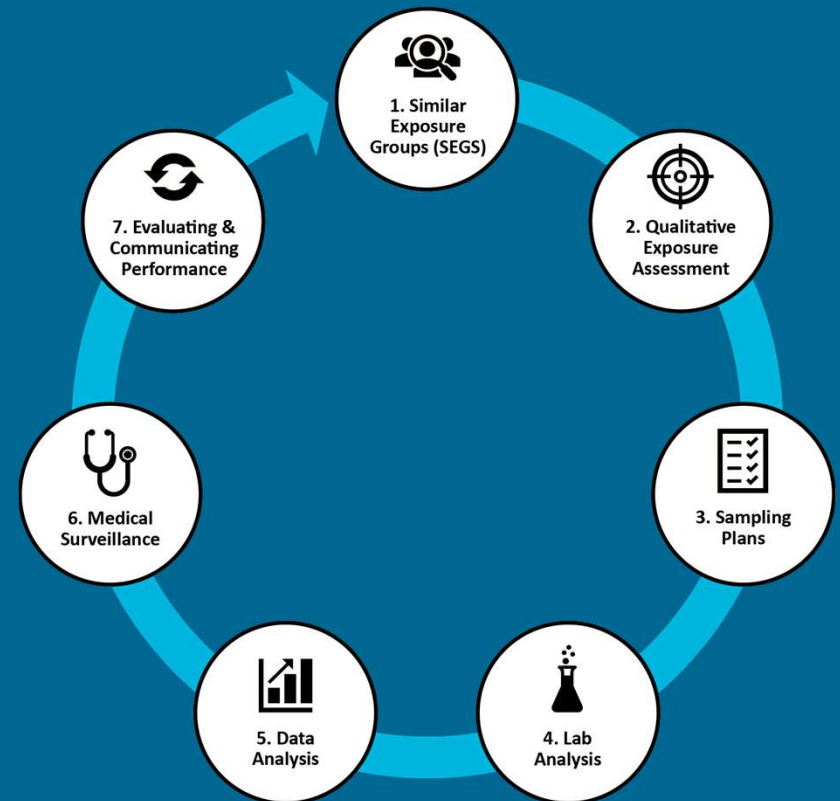 1. Similar
Exposure
Groups (SEGS)
2. Qualitative
Exposure
Assessment
3. Sampling
Plans
4. Lab
Analysis
5. Data
Analysis
6. Medical
Surveillance
7. Evaluating &
Communicating
Performance